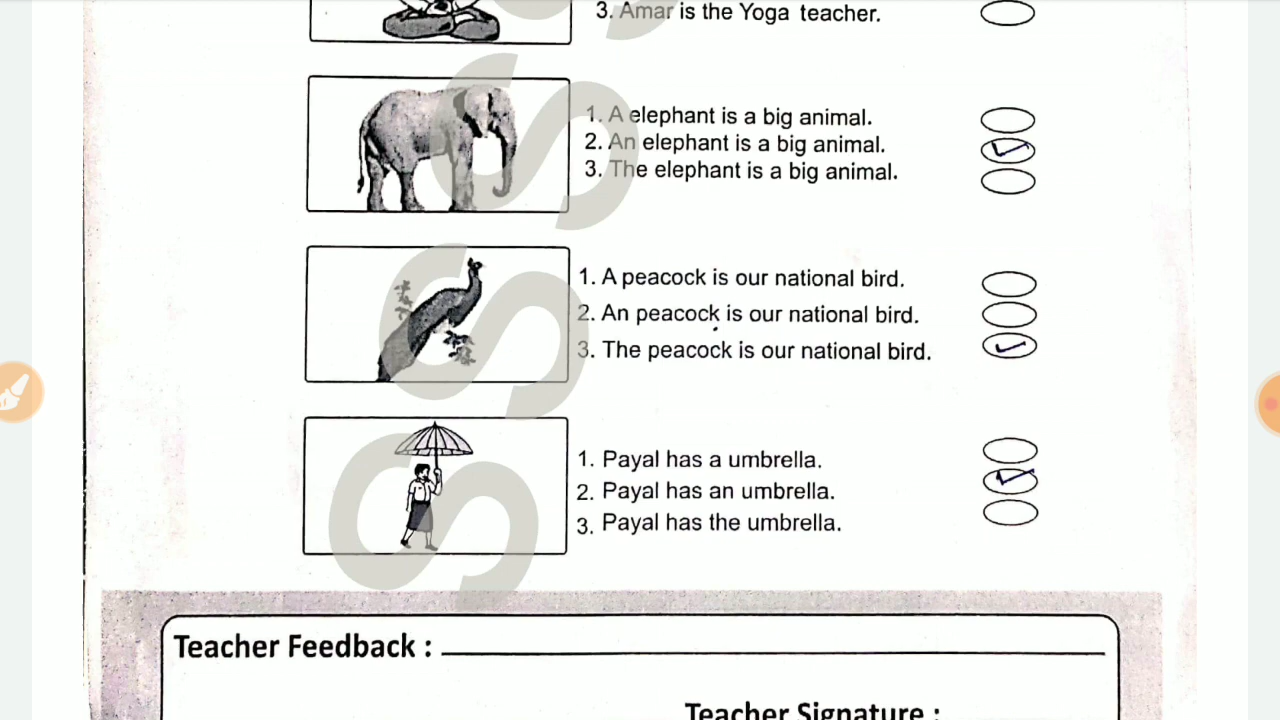 3. Amar is the Yoga teacher.
1. A elephant is a big animal.
2. An elephant is a big animal.
3. The elephant is a big animal.
1. A peacock is our national bird.
2. An peacock is our national bird.
3. The peacock is our national bird.
1. Payal has a umbrella.
2. Payal has an umbrella.
3. Payal has the umbrella.
Teacher Feedback :
Teacher Signature :